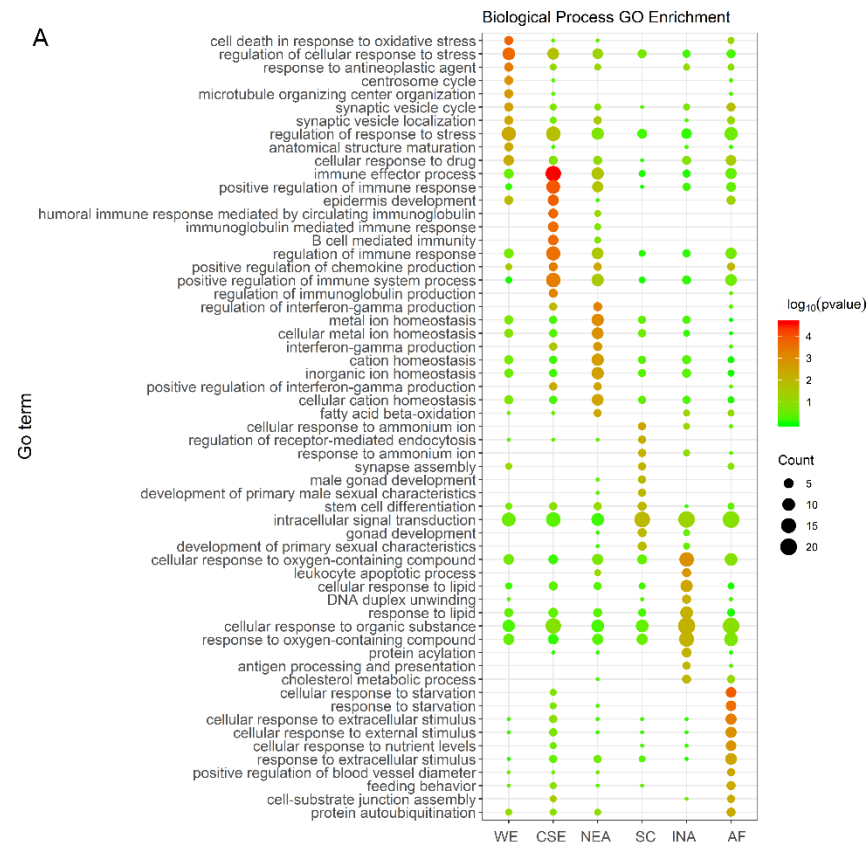 A
Biological Process GO Enrichment
cell death in response to oxidative stress
regulation of cellular response to stress
response to antineoplastic agent
centrosome cycle
microtubule organizing center organization
synaptic vesicle cycle
synaptic vesicle localization
regulation of response to stress
anatomical structure maturation
cellular response to drug
immune effector process
positive regulation of immune response
epidermis development
humoral immune response mediated by circulating immunoglobulin
immunoglobulin mediated immune response
B cell mediated immunity
regulation of immune response
positive regulation of chemokine production
positive regulation of immune system process
regulation of immunoglobulin production
regulation of interferon-gamma production
metal ion homeostasis
cellular metal ion homeostasis
interferon-gamma production
cation homeostasis
inorganic ion homeostasis
positive regulation of interferon-gamma production
cellular cation homeostasis
fatty acid beta-oxidation
cellular response to ammonium ion
regulation of receptor-mediated endocytosis
response to ammonium ion
synapse assembly
male gonad development
development of primary male sexual characteristics
stem cell differentiation
intracellular signal transduction
gonad development
development of primary sexual characteristics
cellular response to oxygen-containing compound
leukocyte apoptotic process
cellular response to lipid
DNA duplex unwinding
response to lipid
cellular response to organic substance
response to oxygen-containing compound
protein acylation
antigen processing and presentation
cholesterol metabolic process
cellular response to starvation
response to starvation
cellular response to extracellular stimulus
cellular response to external stimulus
cellular response to nutrient levels
response to extracellular stimulus
positive regulation of blood vessel diameter
feeding behavior
cell-substrate junction assembly
protein autoubiquitination
Go term
WE CSE NEA SC INA AF
-log10(pvalue)
4
3
2
1
Count
5
10
15
20